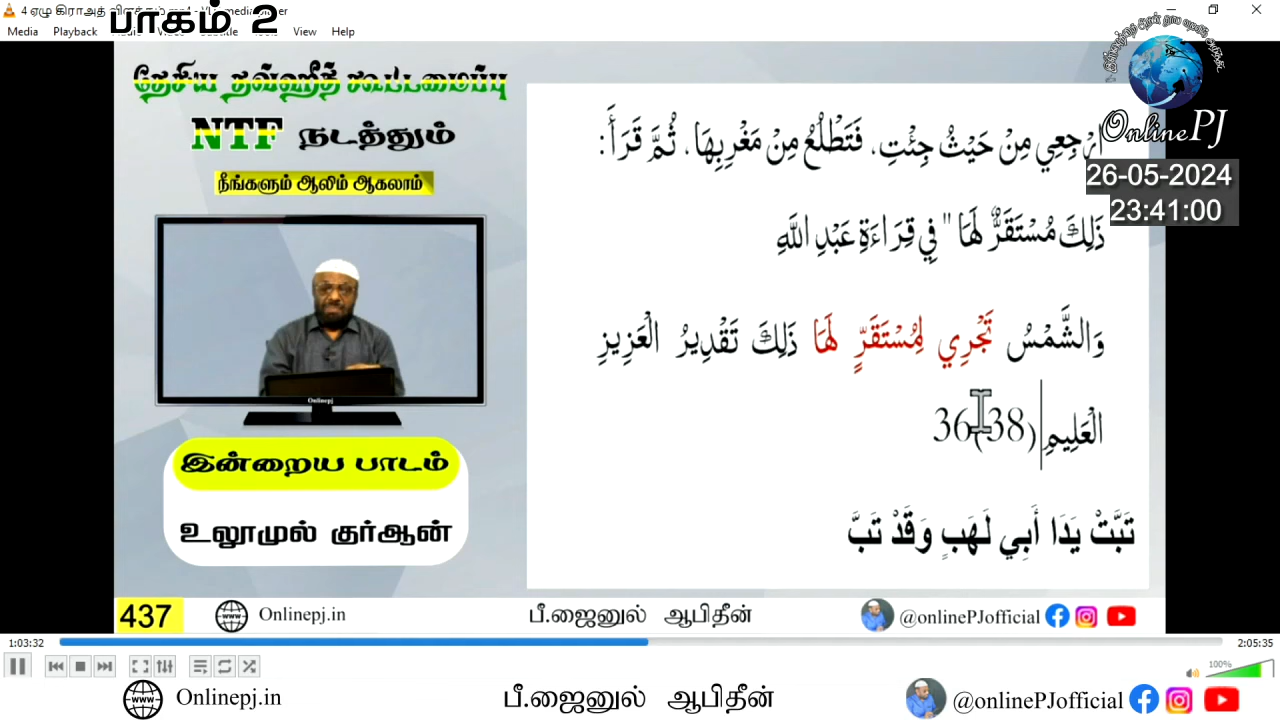 பாகம் 2
Media Playback Subtitle View Help
தேசிய தவ்ஹீத் கூட்டமைப்பு
NTF நடத்தும்
நீங்களும் ஆலிம் ஆகலாம்
Onlinepj
இன்றைய பாடம்
உலூமுல் குர்ஆன்
OnlinePJ
26-05-2024
23:41:00
ارْجِعِي مِنْ حَيْثُ جِئْتِ، فَتَطْلُعُ مِنْ مَغْرِبِهَا، ثُمَّ قَرَأَ:
ذَلِكَ مُسْتَقَرٌّ لَهَا " فِي قِرَاءَةِ عَبْدِ اللَّهِ
وَالشَّمْسُ تَجْرِي لِمُسْتَقَرٍّ لَهَا ذَلِكَ تَقْدِيرُ الْعَزِيزِ
الْعَلِيمِ (38) 36
تَبَّتْ يَدَا أَبِي لَهَبٍ وَقَدْ تَبَّ
437 Onlinepj.in பீ.ஜைனுல் ஆபிதீன் @onlinePJofficial
1:03:32 2:05:35
100%
Onlinepj.in பீ.ஜைனுல் ஆபிதீன் @onlinePJofficial